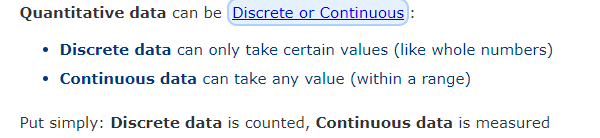 Quantitative data can be Discrete or Continuous:
• Discrete data can only take certain values (like whole numbers)
• Continuous data can take any value (within a range)
Put simply: Discrete data is counted, Continuous data is measured